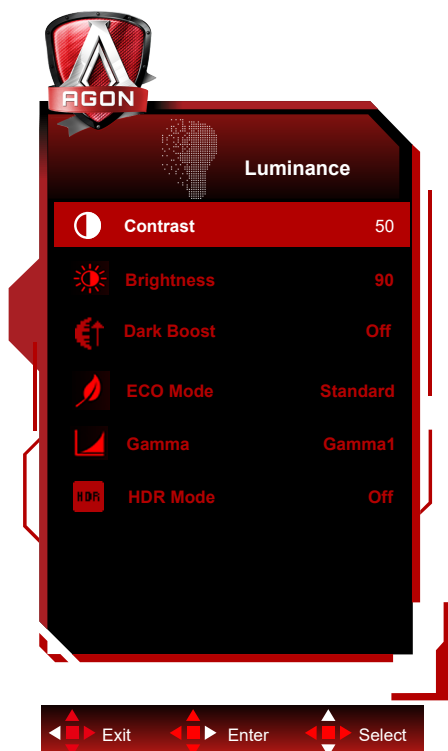 AGON
Luminance
Contrast 50
Brightness 90
Dark Boost Off
ECO Mode Standard
Gamma Gamma1
HDR HDR Mode Off
Exit Enter Select